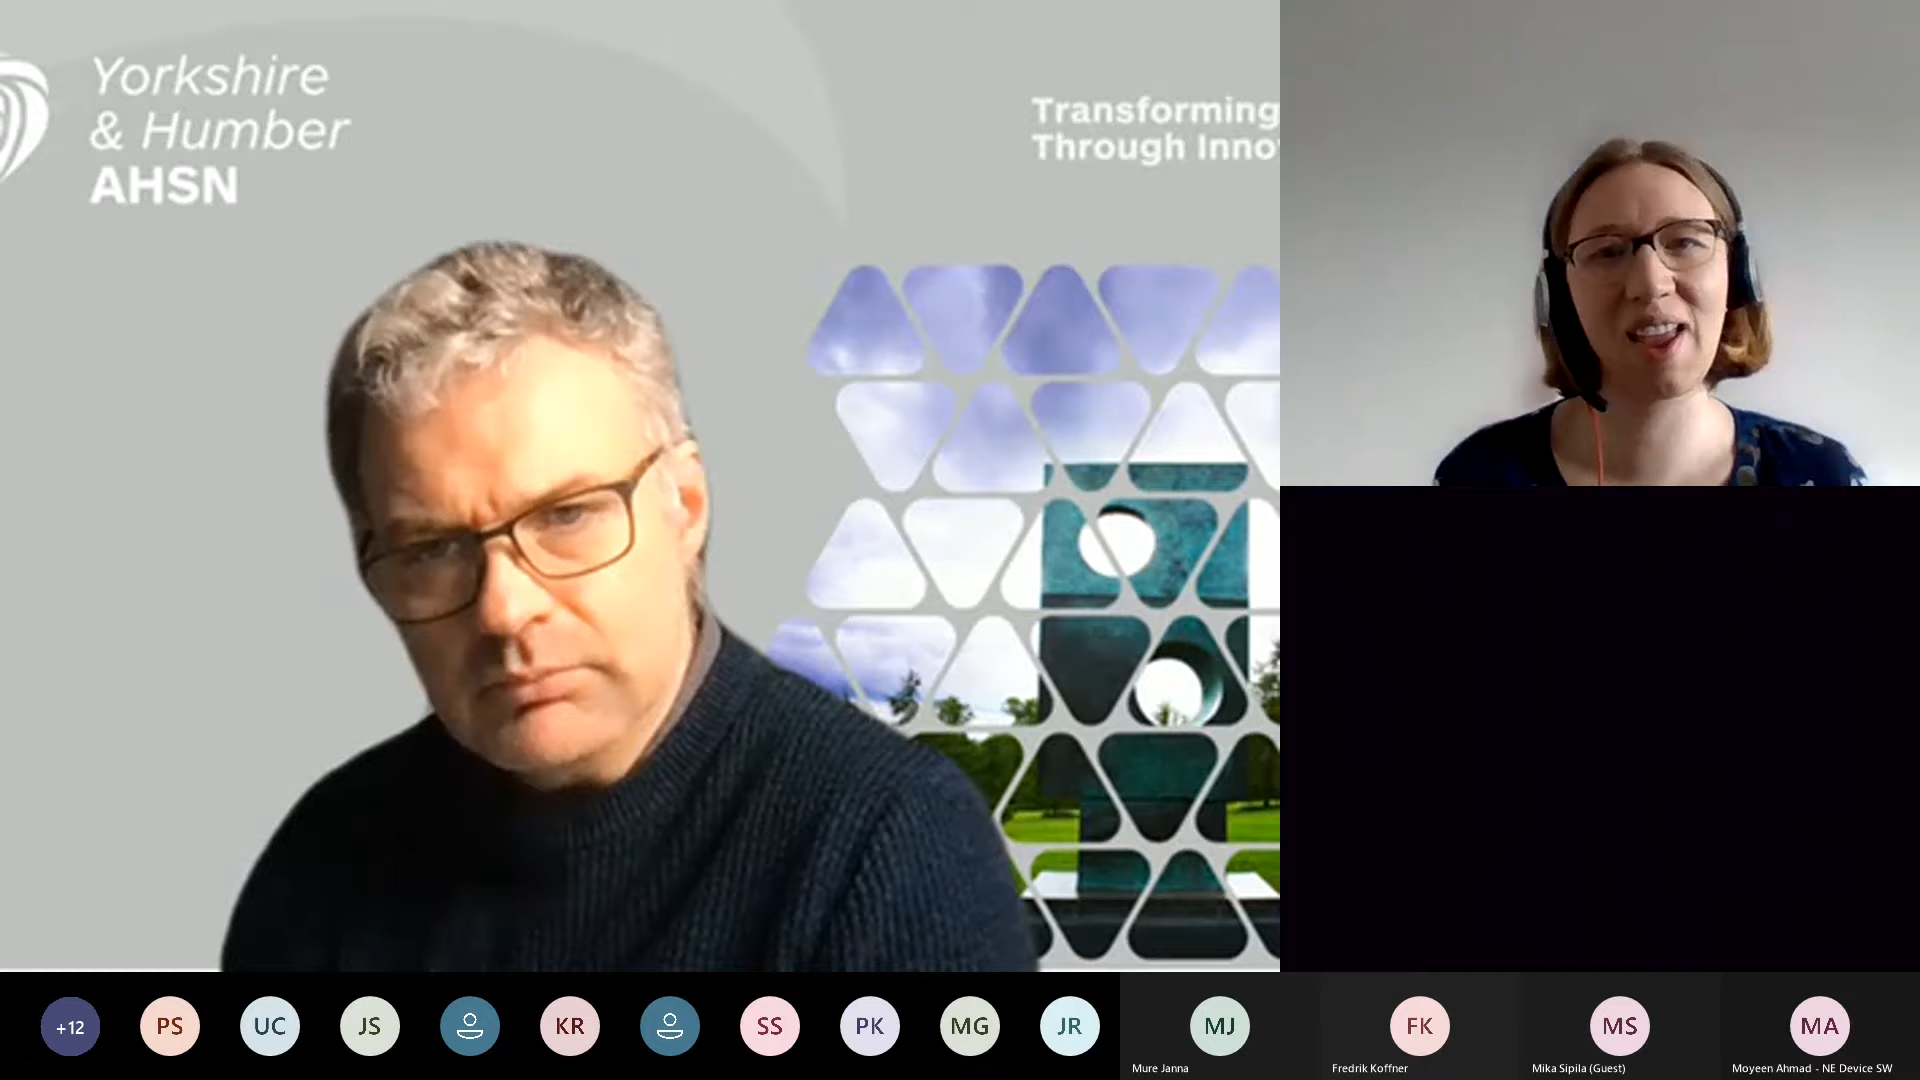 Yorkshire
& Humber
AHSN
Transforming
Through Inno
+12
PS
UC
JS
KR
SS
PK
MG
JR
MJ
FK
MS
MA
Mure Janna
Fredrik Koffner
Mika Sipila (Guest)
Moyeen Ahmad - NE Device SW